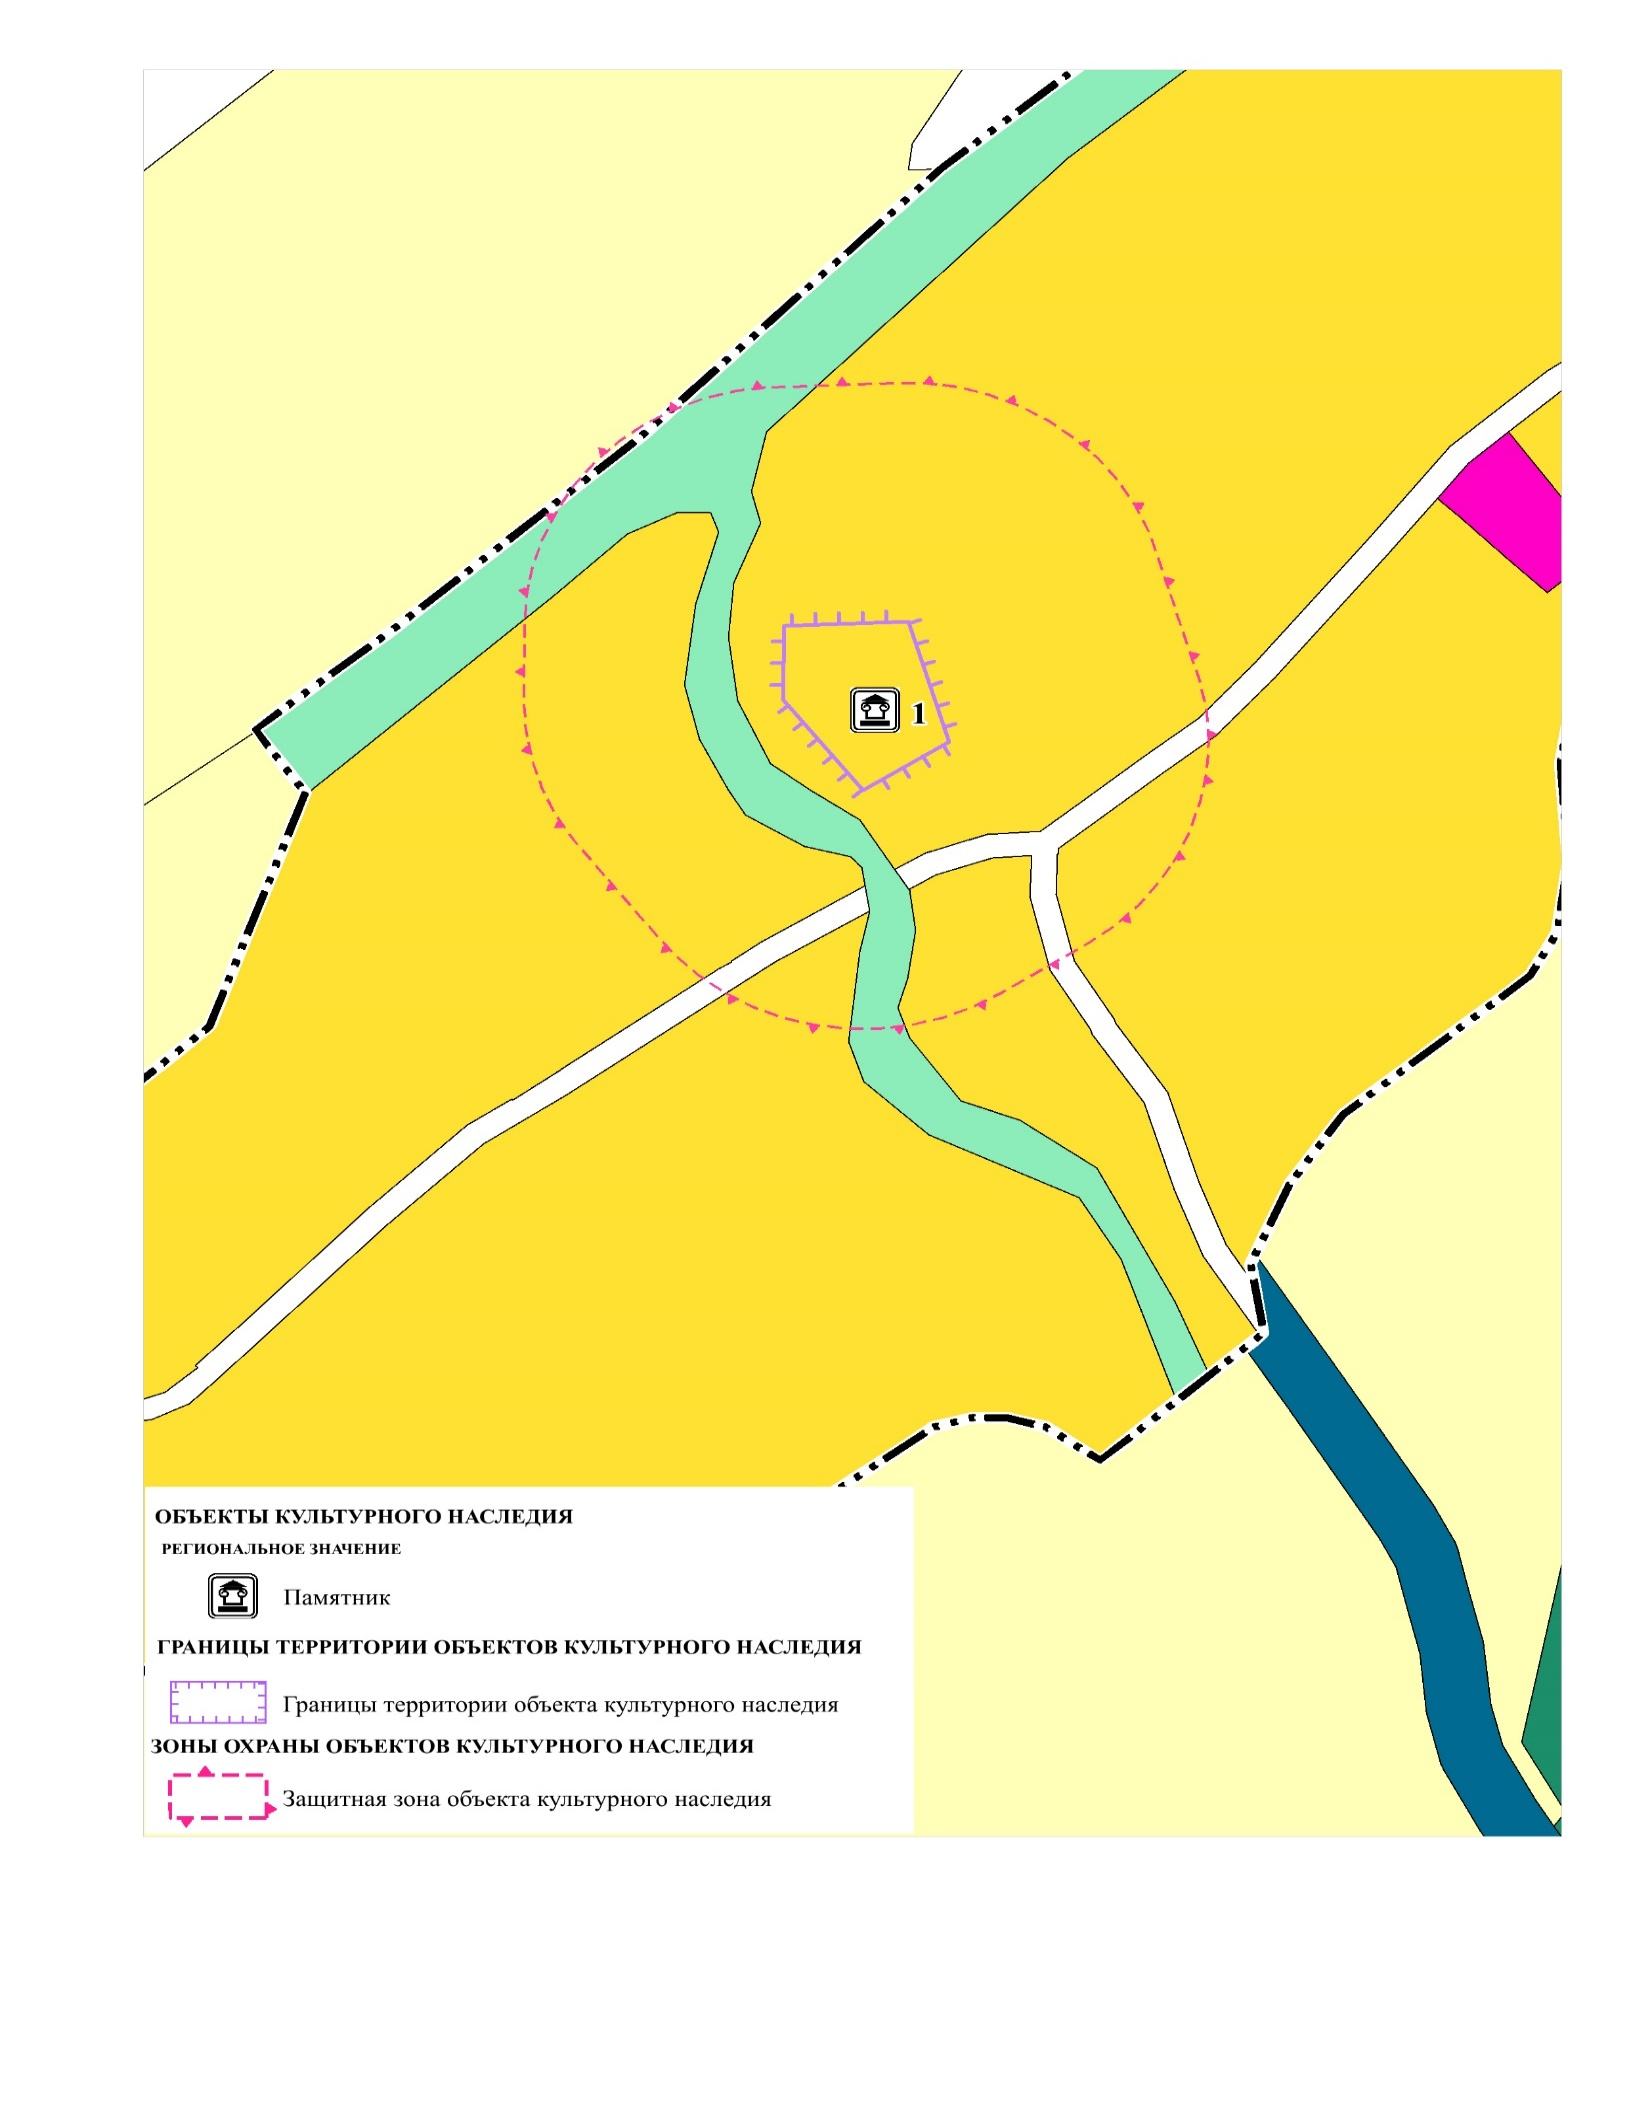 1
ОБЪЕКТЫ КУЛЬТУРНОГО НАСЛЕДИЯ
РЕГИОНАЛЬНОЕ ЗНАЧЕНИЕ
Памятник
ГРАНИЦЫ ТЕРРИТОРИИ ОБЪЕКТОВ КУЛЬТУРНОГО НАСЛЕДИЯ
Границы территории объекта культурного наследия
ЗОНЫ ОХРАНЫ ОБЪЕКТОВ КУЛЬТУРНОГО НАСЛЕДИЯ
Защитная зона объекта культурного наследия